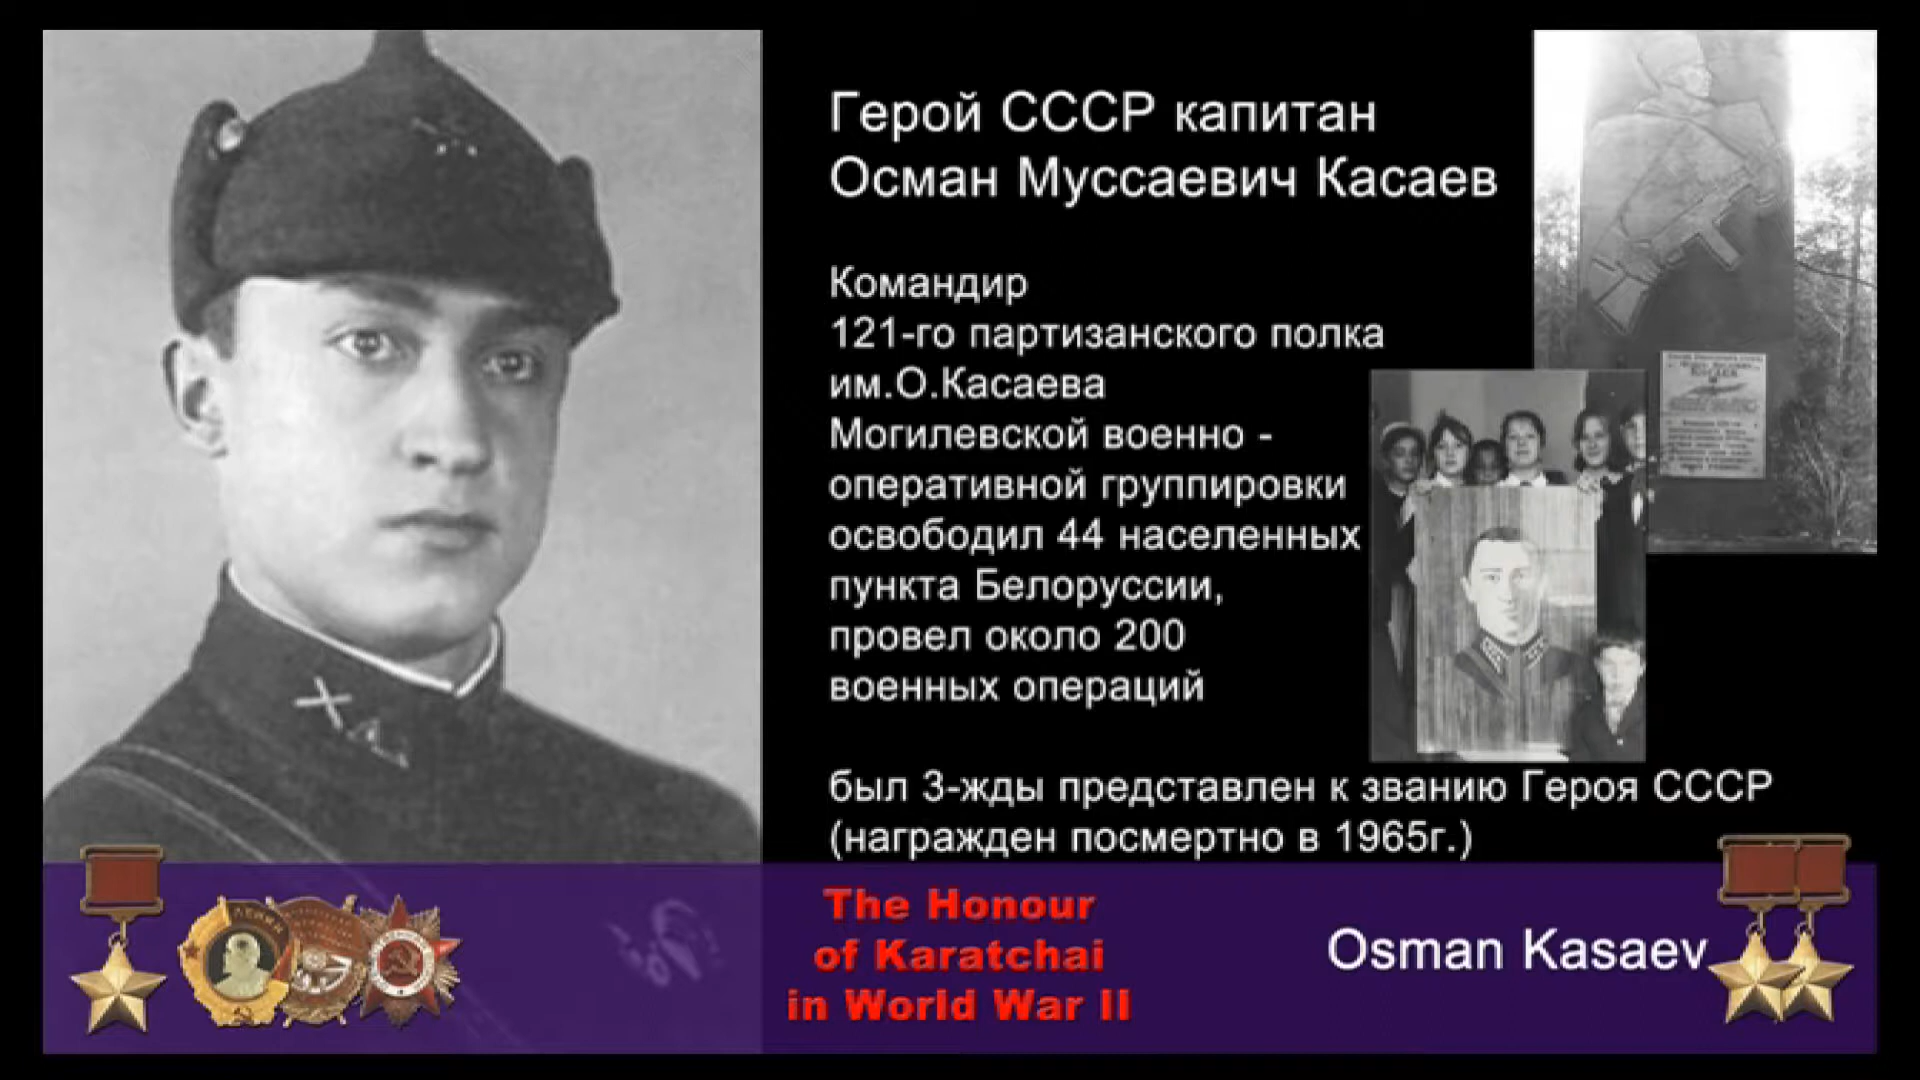 Герой СССР капитан
Осман Муссаевич Касаев
Командир
121-го партизанского полка
им.О.Касаева
Могилевской военно -
оперативной группировки
освободил 44 населенных
пункта Белоруссии,
провел около 200
военных операций
был 3-жды представлен к званию Героя СССР
(награжден посмертно в 1965г.)
The Honour
of Karatchai
in World War II
Osman Kasaev